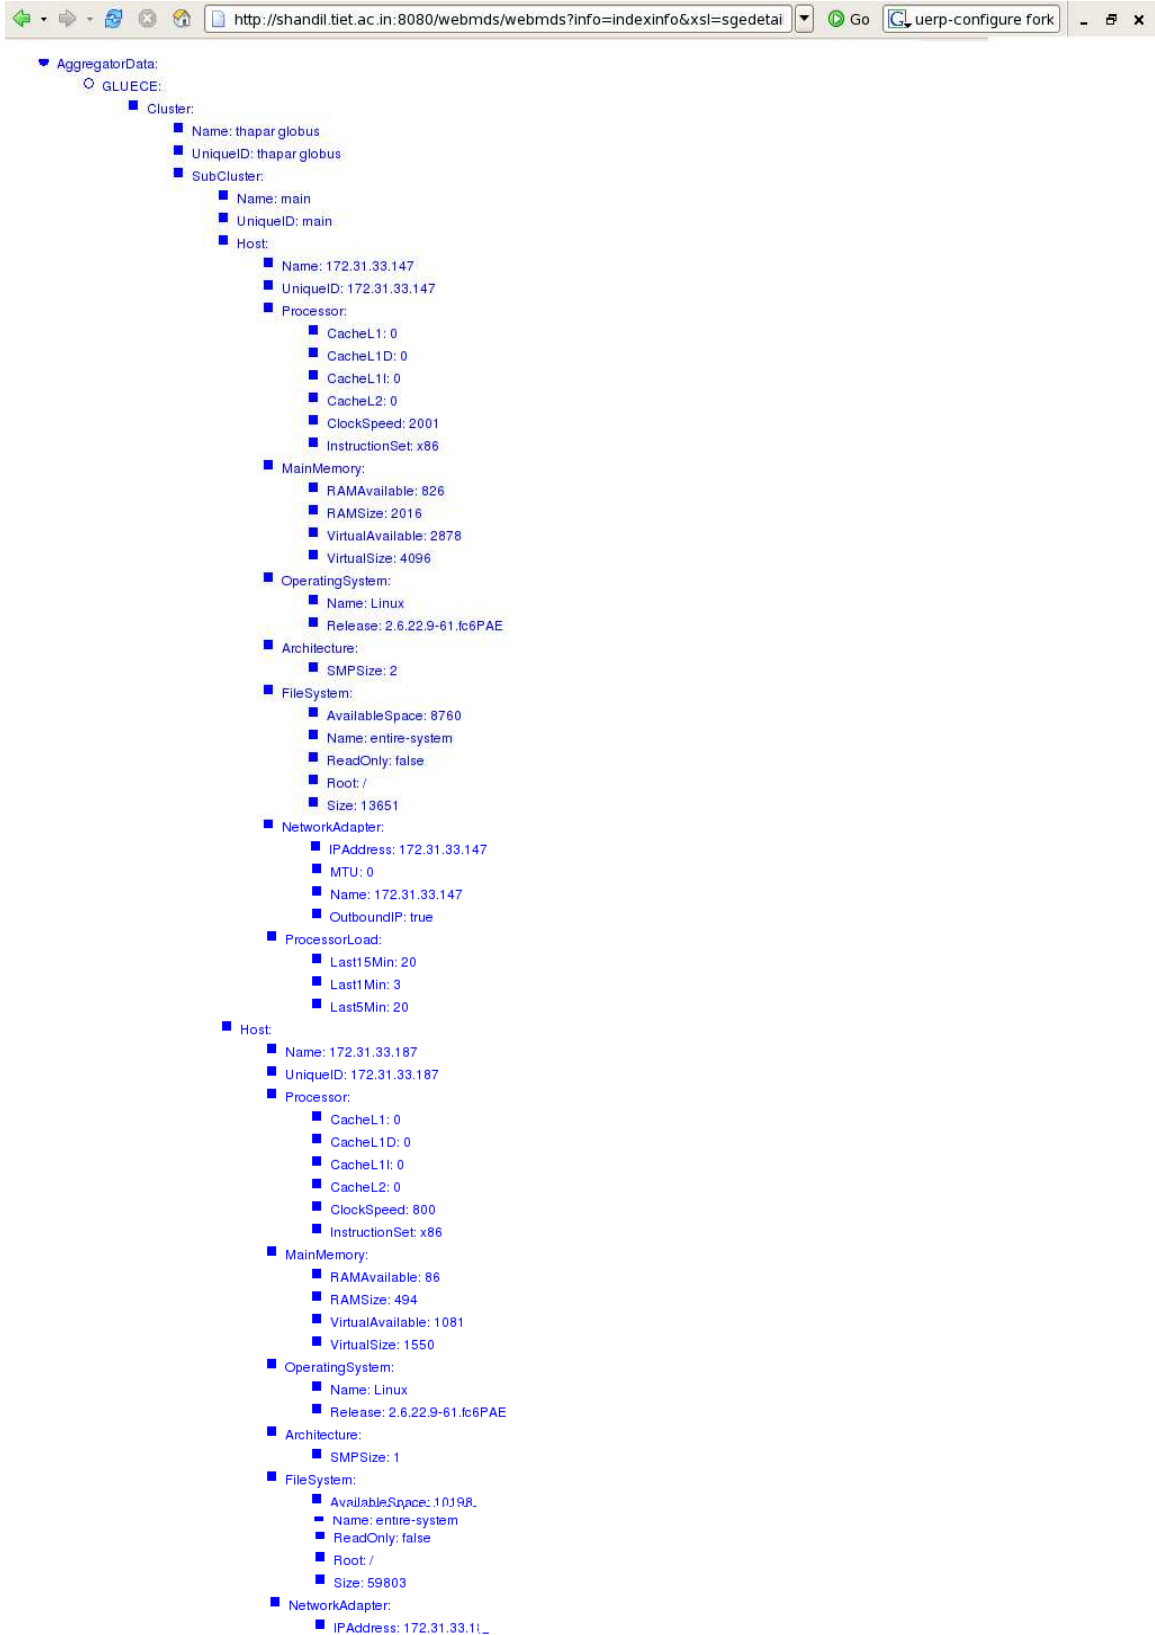 http://shandil.tiet.ac.in:8080/webmds/webmds?info=indexinfo&xsl=sgedetai Go uerp-configure fork
AggregatorData:
GLUECE:
Cluster:
Name: thapar globus
UniqueID: thapar globus
SubCluster:
Name: main
UniqueID: main
Host:
Name: 172.31.33.147
UniqueID: 172.31.33.147
Processor:
CacheL1: 0
CacheL1D: 0
CacheL1I: 0
CacheL2: 0
ClockSpeed: 2001
InstructionSet: x86
MainMemory:
RAMAvailable: 826
RAMSize: 2016
VirtualAvailable: 2878
VirtualSize: 4096
OperatingSystem:
Name: Linux
Release: 2.6.22.9-61.fc6PAE
Architecture:
SMPSize: 2
FileSystem:
AvailableSpace: 8760
Name: entire-system
ReadOnly: false
Root: /
Size: 13651
NetworkAdapter:
IPAddress: 172.31.33.147
MTU: 0
Name: 172.31.33.147
OutboundIP: true
ProcessorLoad:
Last15Min: 20
Last1Min: 3
Last5Min: 20
Host:
Name: 172.31.33.187
UniqueID: 172.31.33.187
Processor:
CacheL1: 0
CacheL1D: 0
CacheL1I: 0
CacheL2: 0
ClockSpeed: 800
InstructionSet: x86
MainMemory:
RAMAvailable: 86
RAMSize: 494
VirtualAvailable: 1081
VirtualSize: 1550
OperatingSystem:
Name: Linux
Release: 2.6.22.9-61.fc6PAE
Architecture:
SMPSize: 1
FileSystem:
AvailableSpace: 10198
Name: entire-system
ReadOnly: false
Root: /
Size: 59803
NetworkAdapter:
IPAddress: